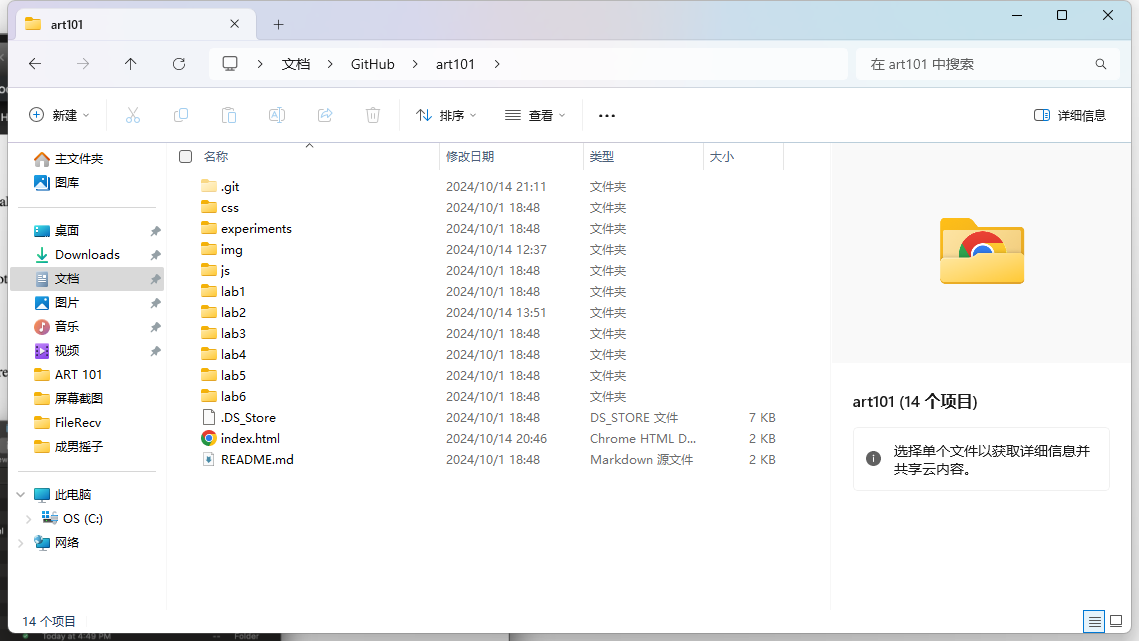 art101
文档 GitHub art101
在 art101 中搜索
新建 排序 查看 详细信息
主文件夹
图库
桌面
Downloads
文档
图片
音乐
视频
ART 101
屏幕截图
FileRecv
成男摇子
此电脑
OS (C:)
网络
名称 修改日期 类型 大小
.git 2024/10/14 21:11 文件夹
css 2024/10/1 18:48 文件夹
experiments 2024/10/1 18:48 文件夹
img 2024/10/14 12:37 文件夹
js 2024/10/1 18:48 文件夹
lab1 2024/10/1 18:48 文件夹
lab2 2024/10/14 13:51 文件夹
lab3 2024/10/1 18:48 文件夹
lab4 2024/10/1 18:48 文件夹
lab5 2024/10/1 18:48 文件夹
lab6 2024/10/1 18:48 文件夹
.DS_Store 2024/10/1 18:48 DS_STORE 文件 7 KB
index.html 2024/10/14 20:46 Chrome HTML D... 2 KB
README.md 2024/10/1 18:48 Markdown 源文件 2 KB
art101 (14 个项目)
选择单个文件以获取详细信息并
共享云内容。
14 个项目
Today at 4:49 PM -- Folder